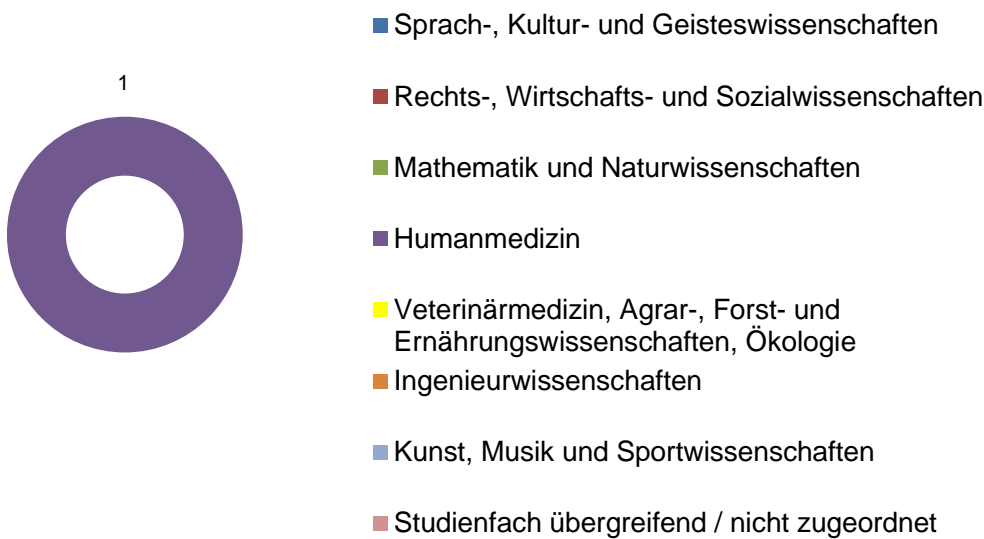 1
Sprach-, Kultur- und Geisteswissenschaften
Rechts-, Wirtschafts- und Sozialwissenschaften
Mathematik und Naturwissenschaften
Humanmedizin
Veterinärmedizin, Agrar-, Forst- und
Ernährungswissenschaften, Ökologie
Ingenieurwissenschaften
Kunst, Musik und Sportwissenschaften
Studienfach übergreifend / nicht zugeordnet